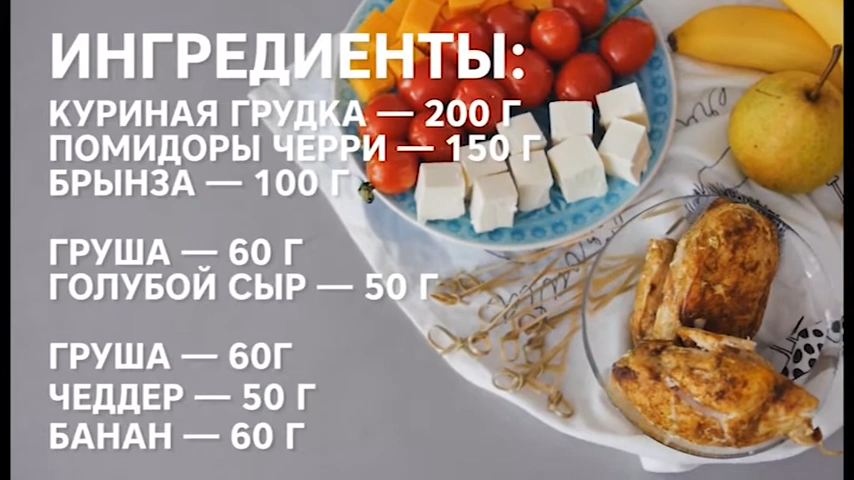 ИНГРЕДИЕНТЫ:
КУРИНАЯ ГРУДКА — 200 Г
ПОМИДОРЫ ЧЕРРИ — 150 Г
БРЫНЗА — 100 Г
ГРУША — 60 Г
ГОЛУБОЙ СЫР — 50 Г
ГРУША — 60Г
ЧЕДДЕР — 50 Г
БАНАН — 60 Г